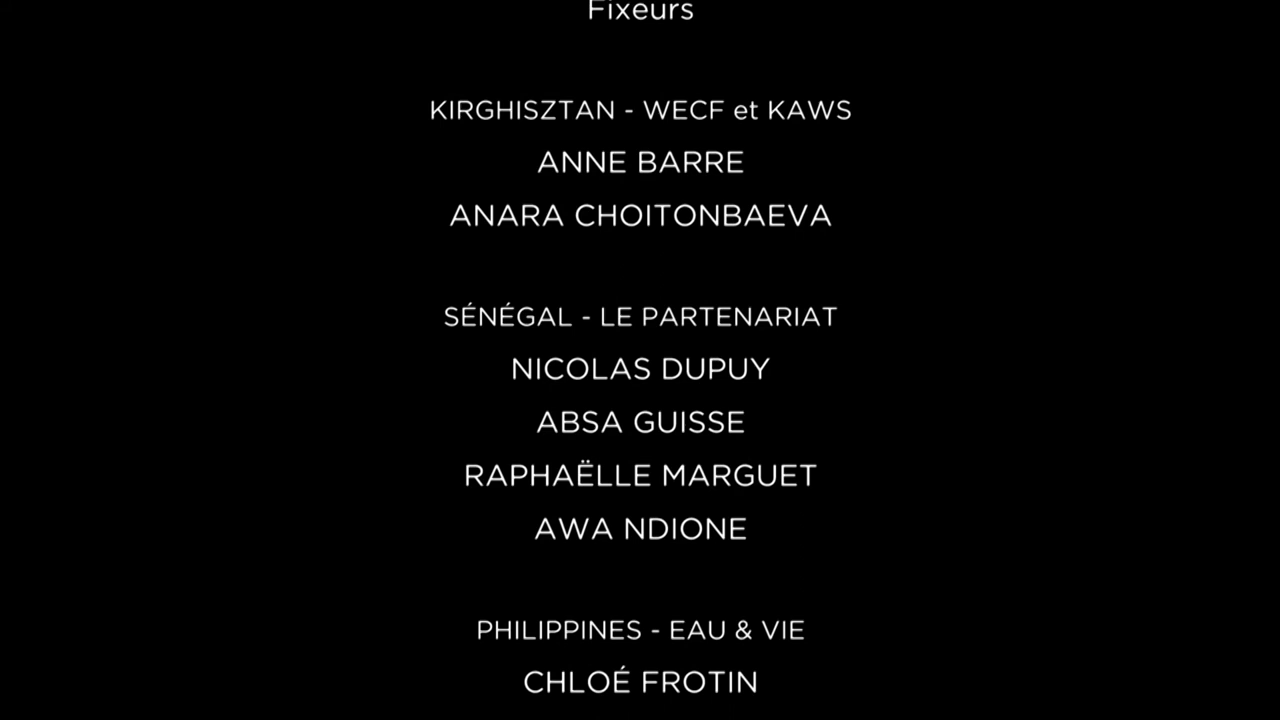 Fixeurs
KIRGHISZTAN - WECF et KAWS
ANNE BARRE
ANARA CHOITONBAEVA
SÉNÉGAL - LE PARTENARIAT
NICOLAS DUPUY
ABSA GUISSE
RAPHAËLLE MARGUET
AWA NDIONE
PHILIPPINES - EAU & VIE
CHLOÉ FROTIN